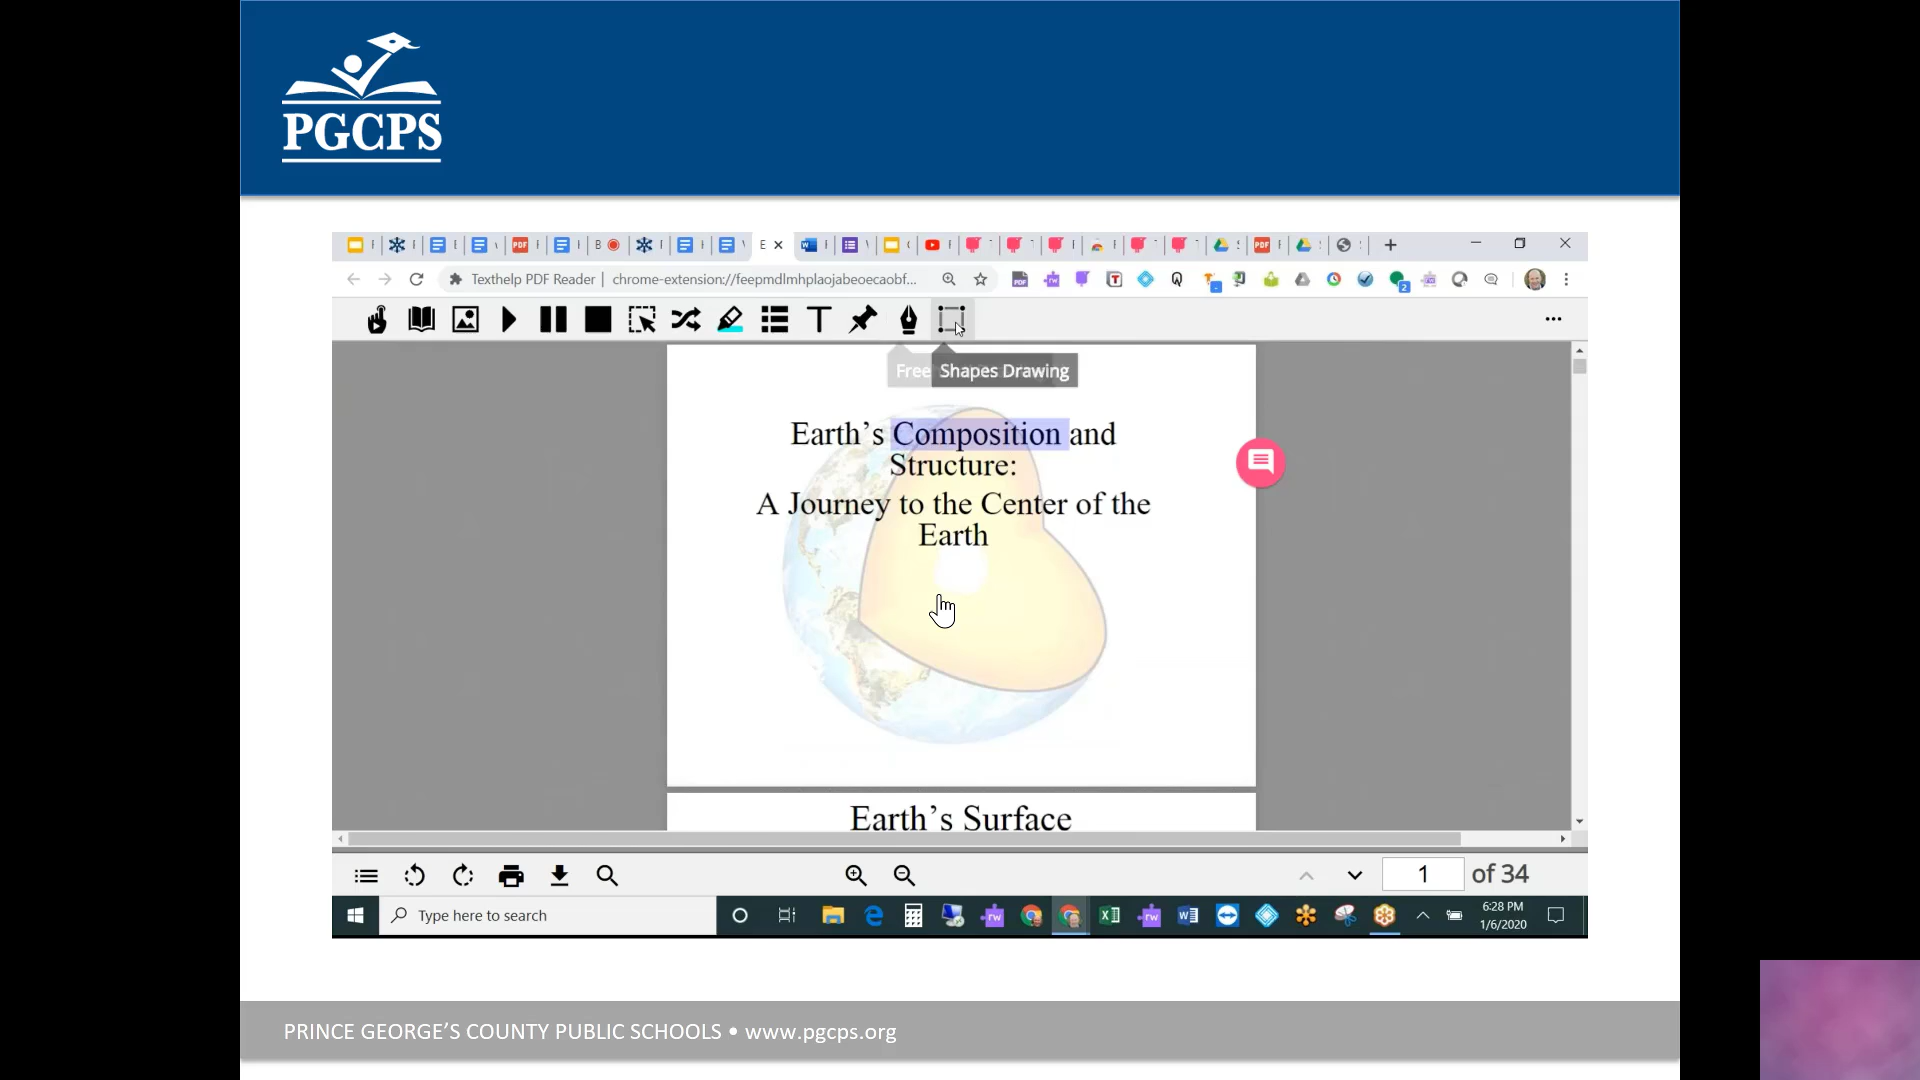 PGCPS
Texthelp PDF Reader | chrome-extension://feepmdlmhplaojabeoecaobf...
Free
Shapes Drawing
Earth’s Composition and
Structure:
A Journey to the Center of the
Earth
Earth’s Surface
1 of 34
Type here to search
6:28 PM
1/6/2020
PRINCE GEORGE’S COUNTY PUBLIC SCHOOLS • www.pgcps.org